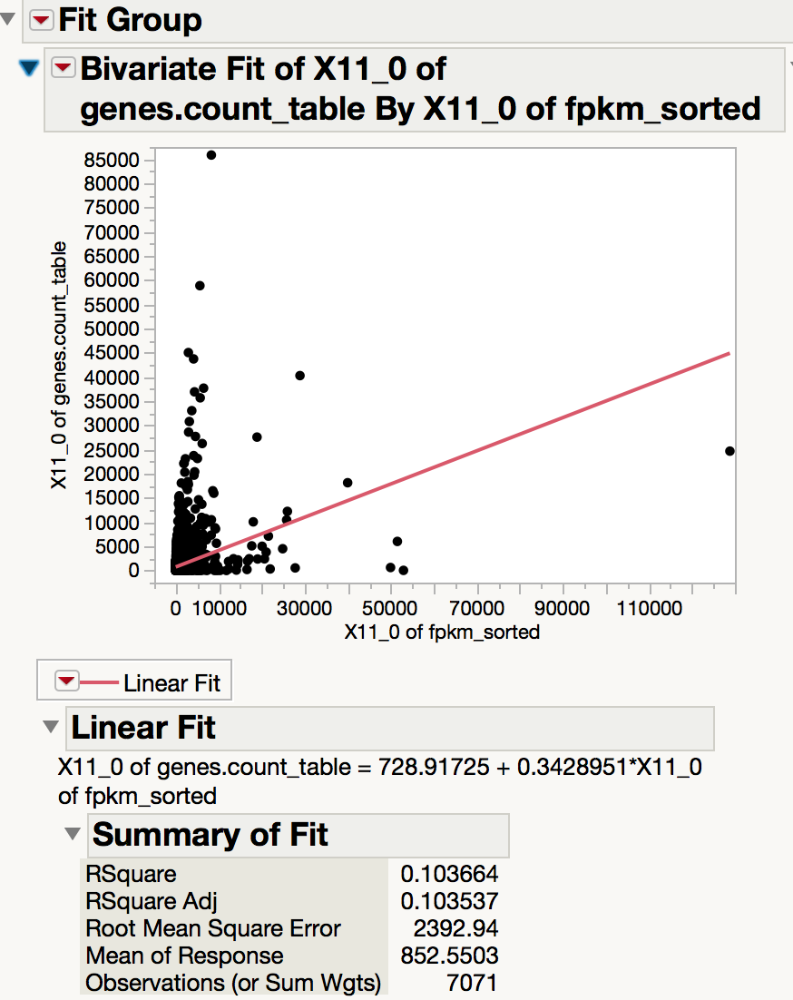 Fit Group
Bivariate Fit of X11_0 of
genes.count_table By X11_0 of fpkm_sorted
85000
80000
75000
70000
65000
60000
55000
50000
45000
40000
35000
30000
25000
20000
15000
10000
5000
0
X11_0 of genes.count_table
0 10000 30000 50000 70000 90000 110000
X11_0 of fpkm_sorted
Linear Fit
Linear Fit
X11_0 of genes.count_table = 728.91725 + 0.3428951*X11_0
of fpkm_sorted
Summary of Fit
RSquare 0.103664
RSquare Adj 0.103537
Root Mean Square Error 2392.94
Mean of Response 852.5503
Observations (or Sum Wgts) 7071